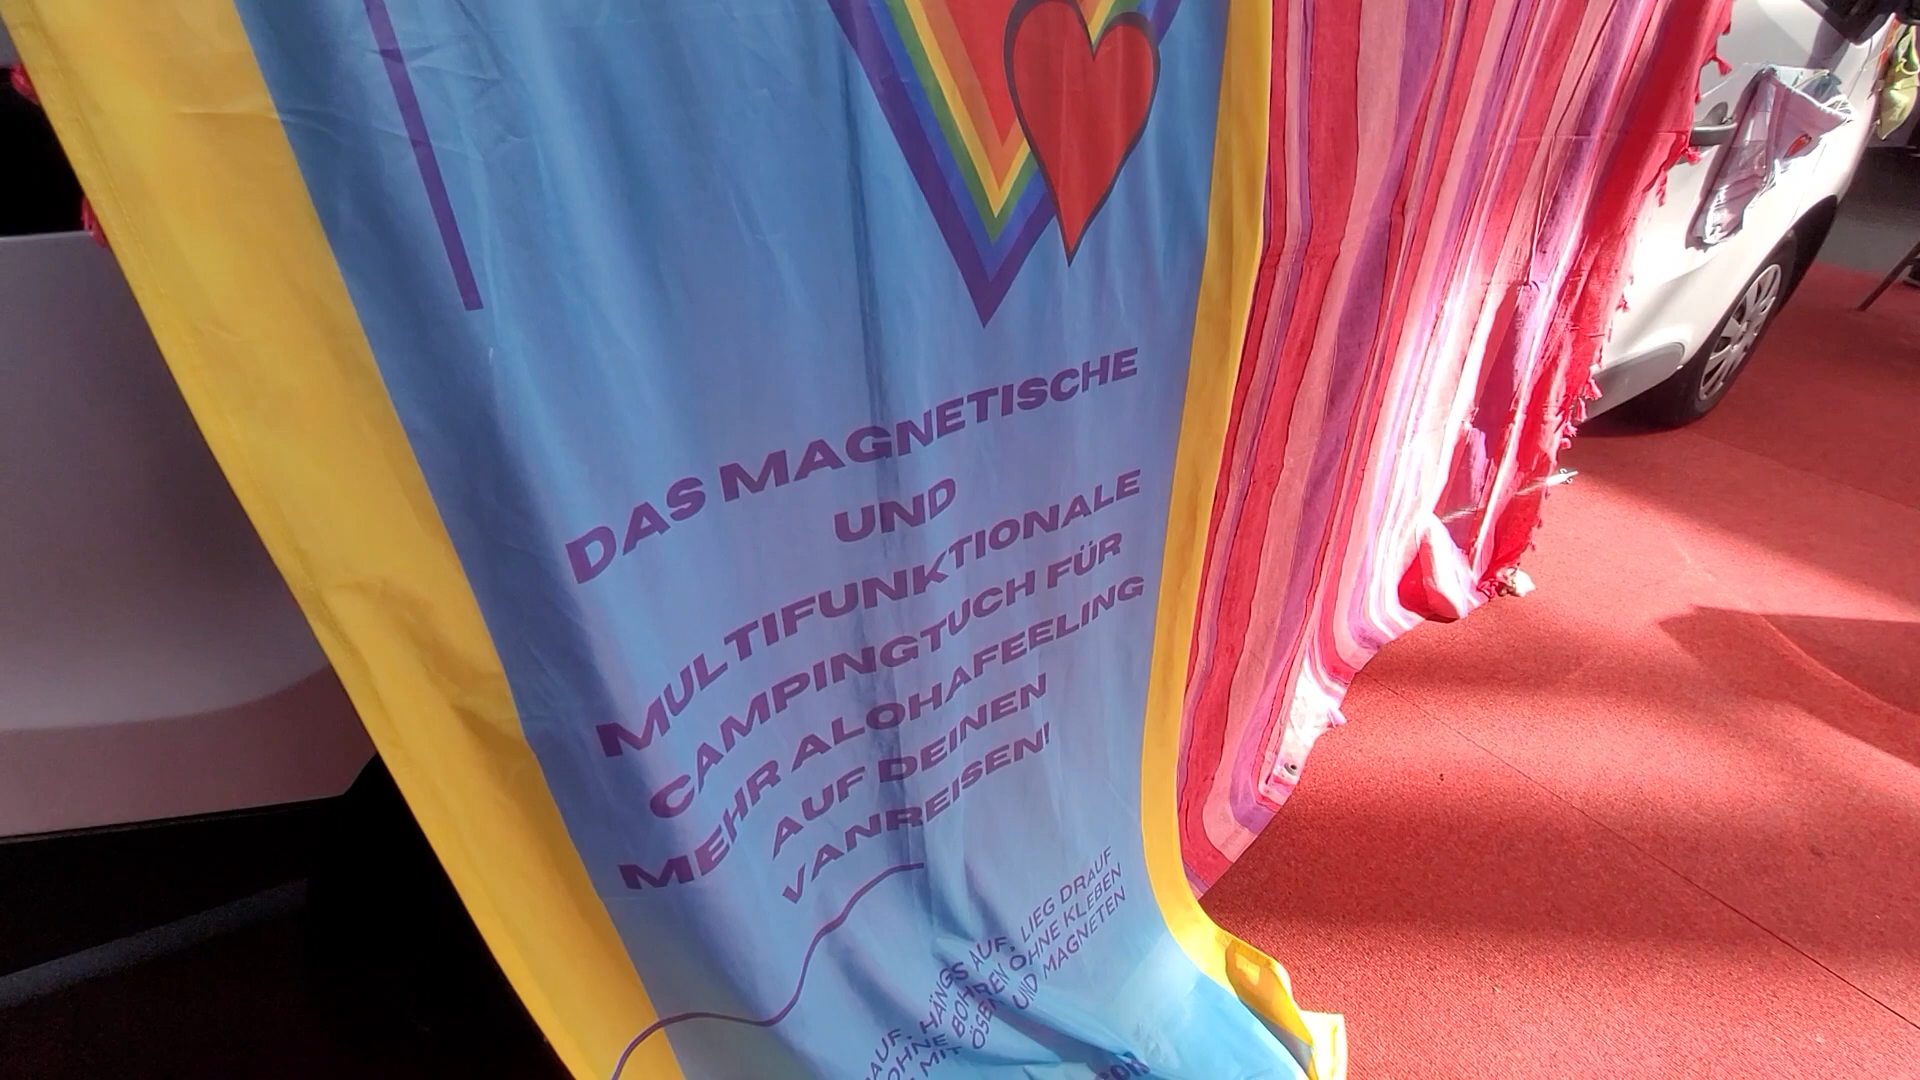 DAS MAGNETISCHE
UND
MULTIFUNKTIONALE
CAMPINGTUCH FÜR
MEHR ALOHAFEELING
AUF DEINEN
VANREISEN!
HÄNGS AUF, LIEG DRAUF
OHNE BOHREN OHNE KLEBEN
MIT ÖSEN UND MAGNETEN